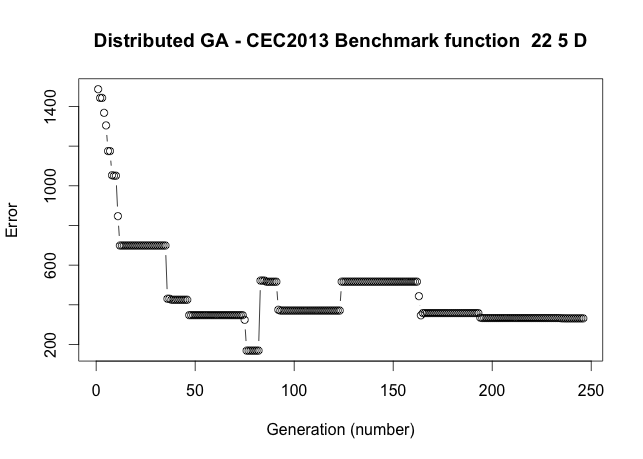 Distributed GA - CEC2013 Benchmark function  22 5 D
1400
1000
600
200
Error
0 50 100 150 200 250
Generation (number)